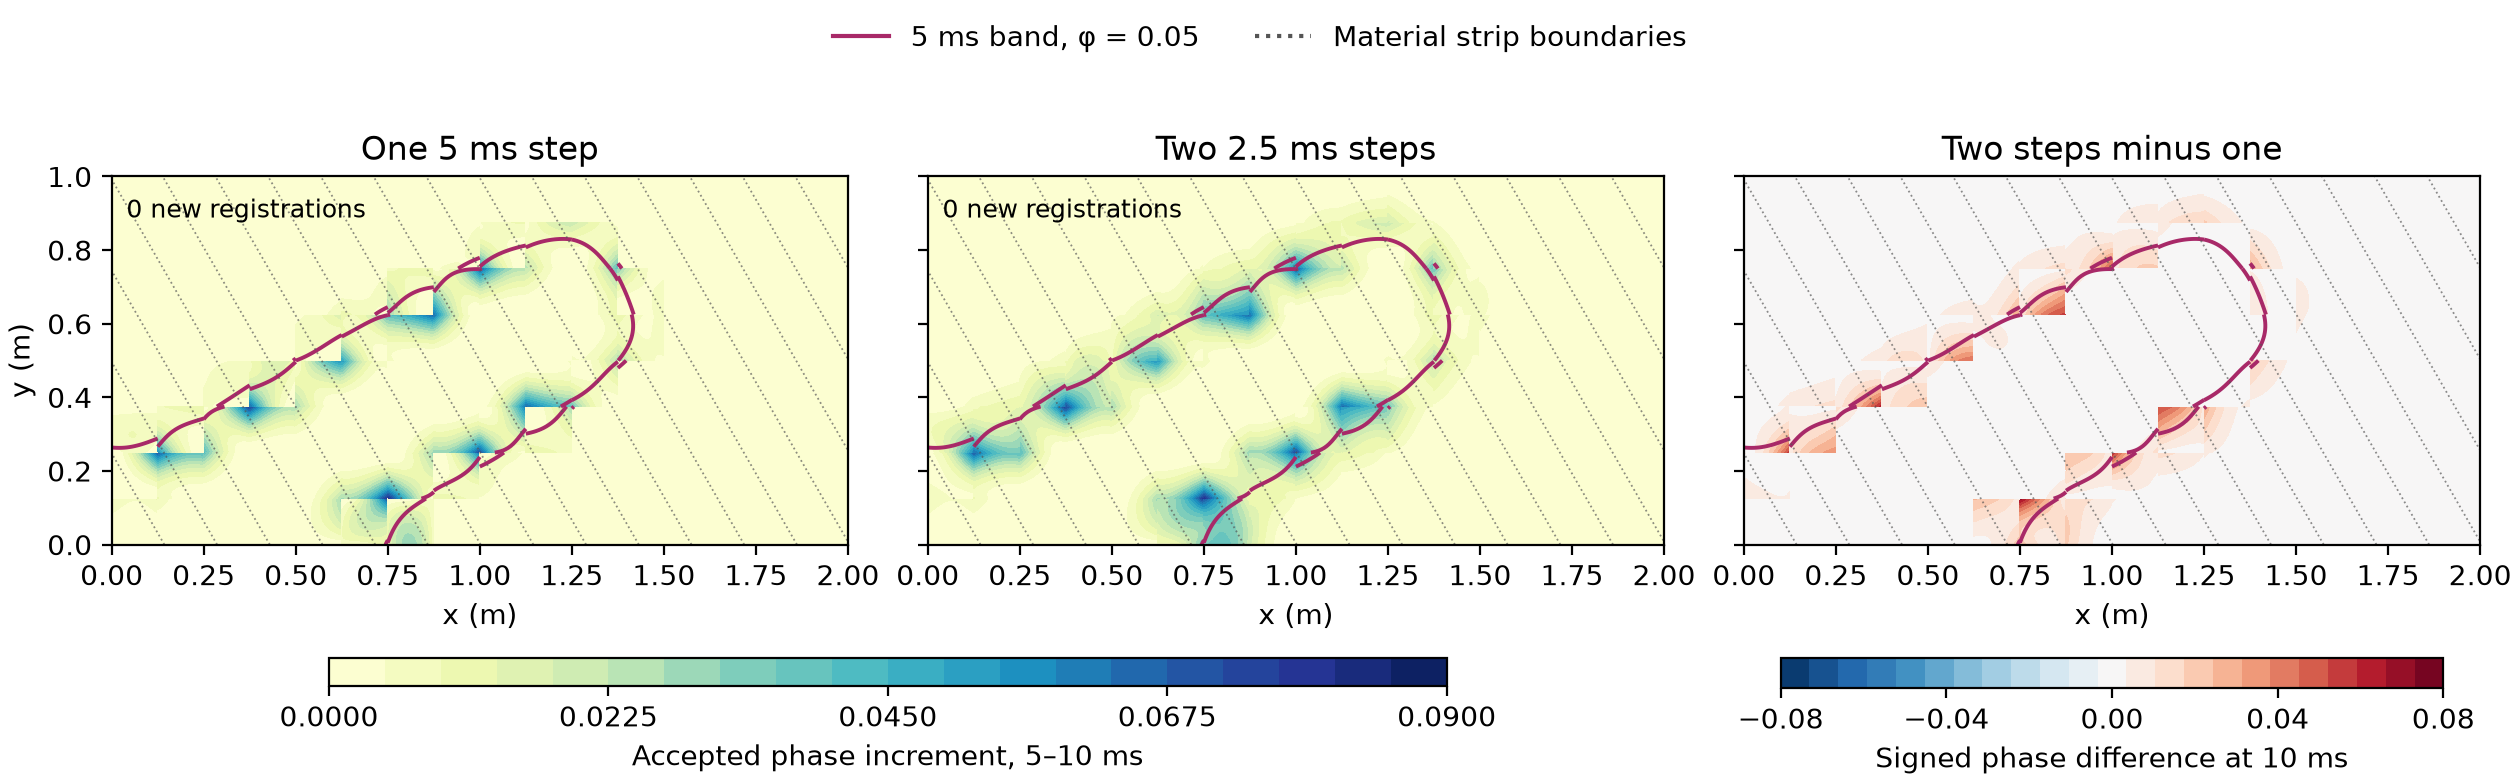 5 ms band, φ = 0.05
Material strip boundaries
One 5 ms step
Two 2.5 ms steps
Two steps minus one
0 new registrations
0 new registrations
y (m)
1.0
0.8
0.6
0.4
0.2
0.0
0.00 0.25 0.50 0.75 1.00 1.25 1.50 1.75 2.00
0.00 0.25 0.50 0.75 1.00 1.25 1.50 1.75 2.00
0.00 0.25 0.50 0.75 1.00 1.25 1.50 1.75 2.00
x (m)
x (m)
x (m)
0.0000 0.0225 0.0450 0.0675 0.0900
Accepted phase increment, 5–10 ms
−0.08 −0.04 0.00 0.04 0.08
Signed phase difference at 10 ms